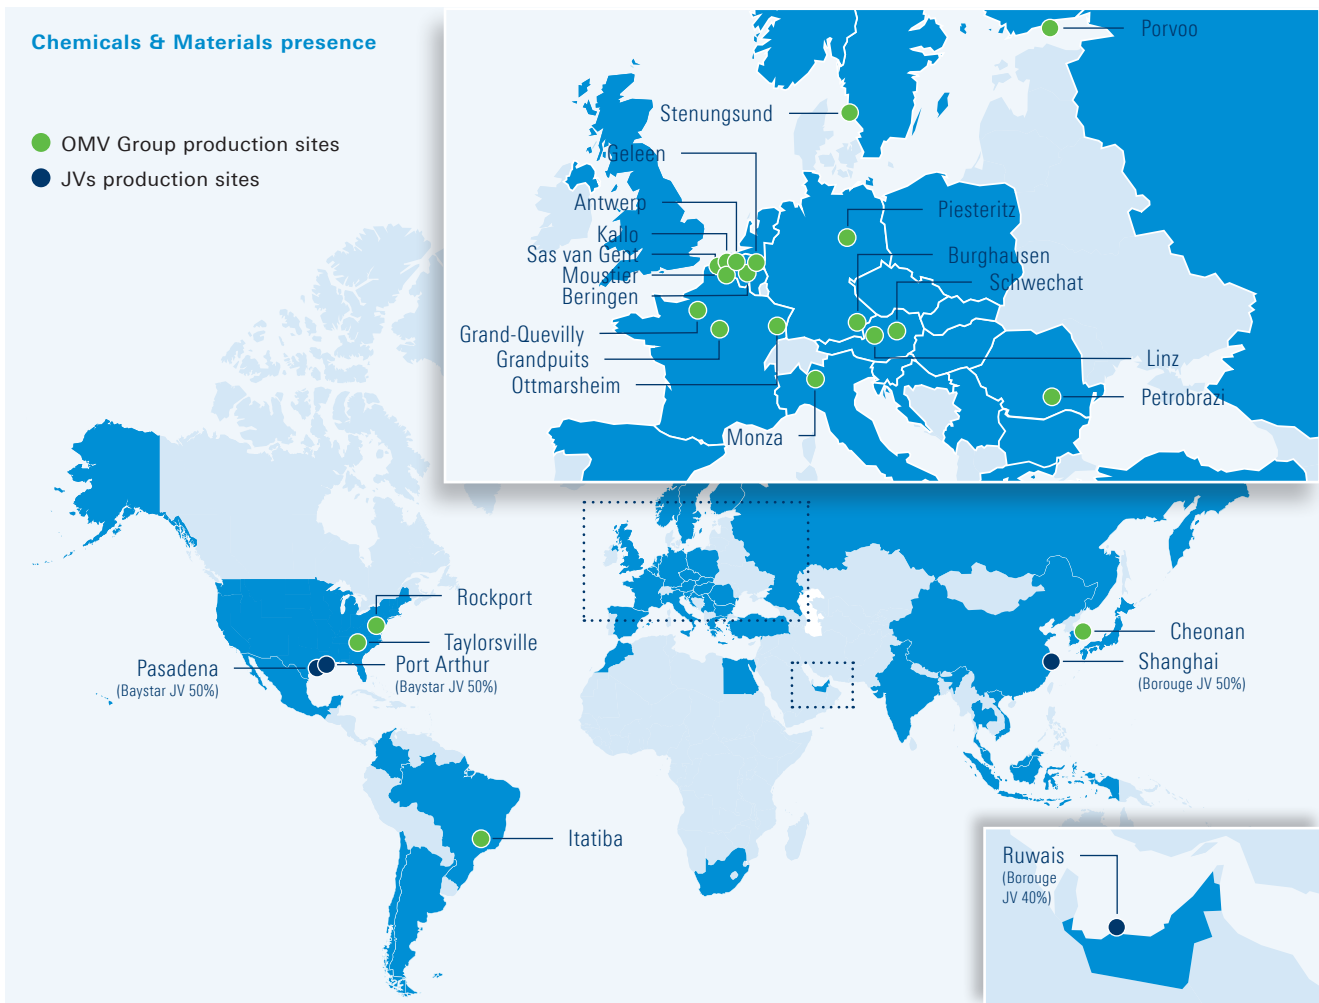 Chemicals & Materials presence
OMV Group production sites
JVs production sites
Porvoo
Stenungsund
Geleen
Antwerp
Kallo
Sas van Gent
Moustier
Beringen
Piesteritz
Burghausen
Schwechat
Grand-Quevilly
Grandpuits
Ottmarsheim
Linz
Petrobrazi
Monza
Rockport
Taylorsville
Pasadena
(Baystar JV 50%)
Port Arthur
(Baystar JV 50%)
Cheonan
Shanghai
(Borouge JV 50%)
Itatiba
Ruwais
(Borouge
JV 40%)